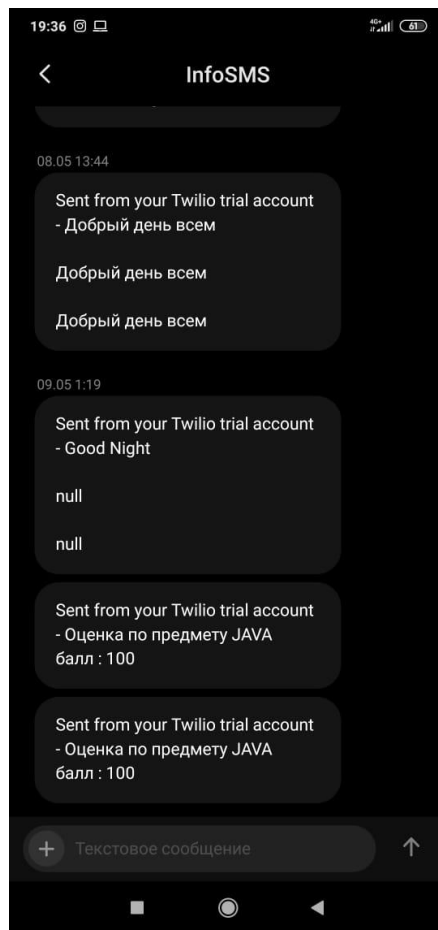 19:36
4G+
61
InfoSMS
08.05 13:44
Sent from your Twilio trial account
- Добрый день всем
Добрый день всем
Добрый день всем
09.05 1:19
Sent from your Twilio trial account
- Good Night
null
null
Sent from your Twilio trial account
- Оценка по предмету JAVA
балл : 100
Sent from your Twilio trial account
- Оценка по предмету JAVA
балл : 100
Текстовое сообщение